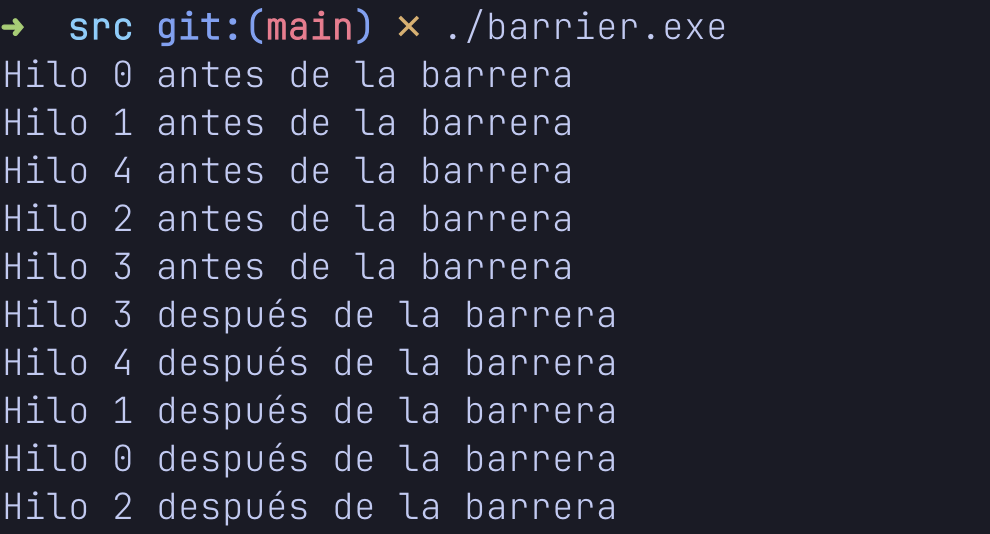 ➜  src git:(main) ✗ ./barrier.exe
Hilo 0 antes de la barrera
Hilo 1 antes de la barrera
Hilo 4 antes de la barrera
Hilo 2 antes de la barrera
Hilo 3 antes de la barrera
Hilo 3 después de la barrera
Hilo 4 después de la barrera
Hilo 1 después de la barrera
Hilo 0 después de la barrera
Hilo 2 después de la barrera